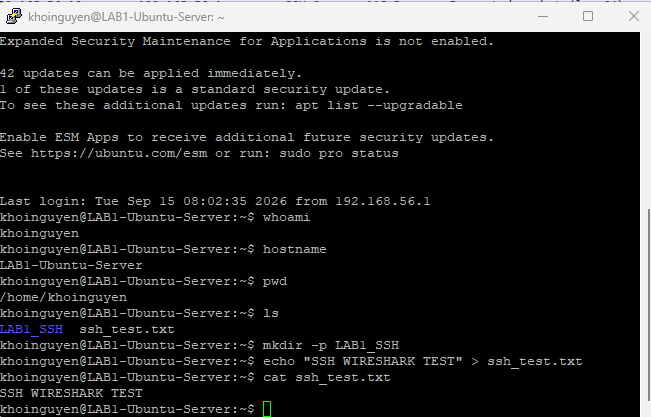 khoinguyen@LAB1-Ubuntu-Server: ~
Expanded Security Maintenance for Applications is not enabled.
42 updates can be applied immediately.
1 of these updates is a standard security update.
To see these additional updates run: apt list --upgradable
Enable ESM Apps to receive additional future security updates.
See https://ubuntu.com/esm or run: sudo pro status
Last login: Tue Sep 15 08:02:35 2026 from 192.168.56.1
khoinguyen@LAB1-Ubuntu-Server:~$ whoami
khoinguyen
khoinguyen@LAB1-Ubuntu-Server:~$ hostname
LAB1-Ubuntu-Server
khoinguyen@LAB1-Ubuntu-Server:~$ pwd
/home/khoinguyen
khoinguyen@LAB1-Ubuntu-Server:~$ ls
LAB1_SSH  ssh_test.txt
khoinguyen@LAB1-Ubuntu-Server:~$ mkdir -p LAB1_SSH
khoinguyen@LAB1-Ubuntu-Server:~$ echo "SSH WIRESHARK TEST" > ssh_test.txt
khoinguyen@LAB1-Ubuntu-Server:~$ cat ssh_test.txt
SSH WIRESHARK TEST
khoinguyen@LAB1-Ubuntu-Server:~$